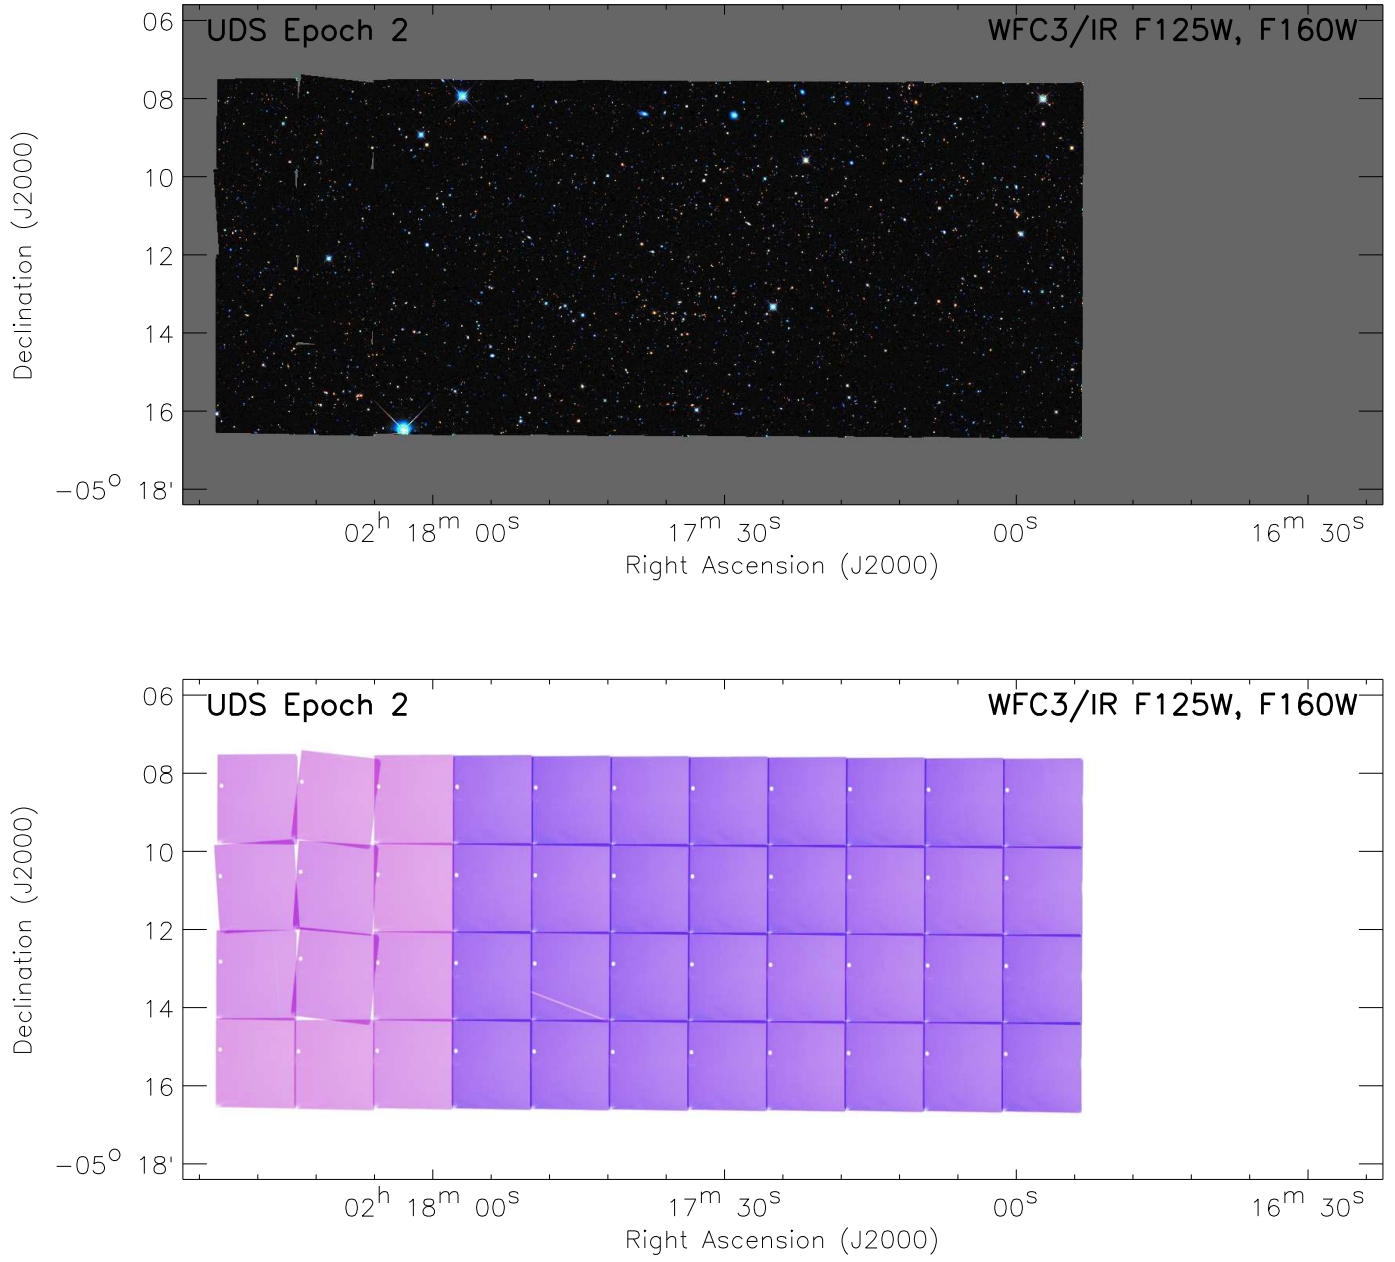 UDS Epoch 2 WFC3/IR F125W, F160W
06
08
10
12
14
16
-05° 18'
02h 18m 00s 17m 30s 00s 16m 30s
Right Ascension (J2000)
Declination (J2000)
UDS Epoch 2 WFC3/IR F125W, F160W
06
08
10
12
14
16
-05° 18'
02h 18m 00s 17m 30s 00s 16m 30s
Right Ascension (J2000)
Declination (J2000)